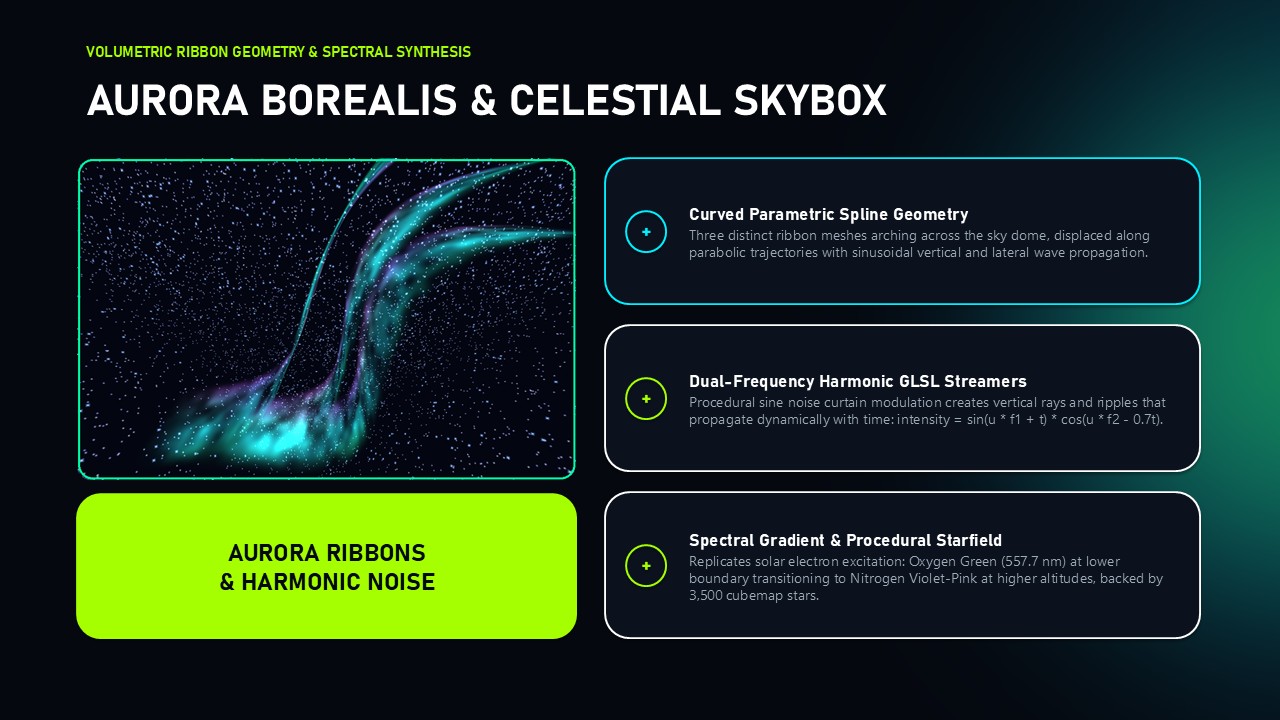 VOLUMETRIC RIBBON GEOMETRY & SPECTRAL SYNTHESIS
AURORA BOREALIS & CELESTIAL SKYBOX
AURORA RIBBONS
& HARMONIC NOISE
+
Curved Parametric Spline Geometry
Three distinct ribbon meshes arching across the sky dome, displaced along
parabolic trajectories with sinusoidal vertical and lateral wave propagation.
+
Dual-Frequency Harmonic GLSL Streamers
Procedural sine noise curtain modulation creates vertical rays and ripples that
propagate dynamically with time: intensity = sin(u * f1 + t) * cos(u * f2 - 0.7t).
+
Spectral Gradient & Procedural Starfield
Replicates solar electron excitation: Oxygen Green (557.7 nm) at lower
boundary transitioning to Nitrogen Violet-Pink at higher altitudes, backed by
3,500 cubemap stars.